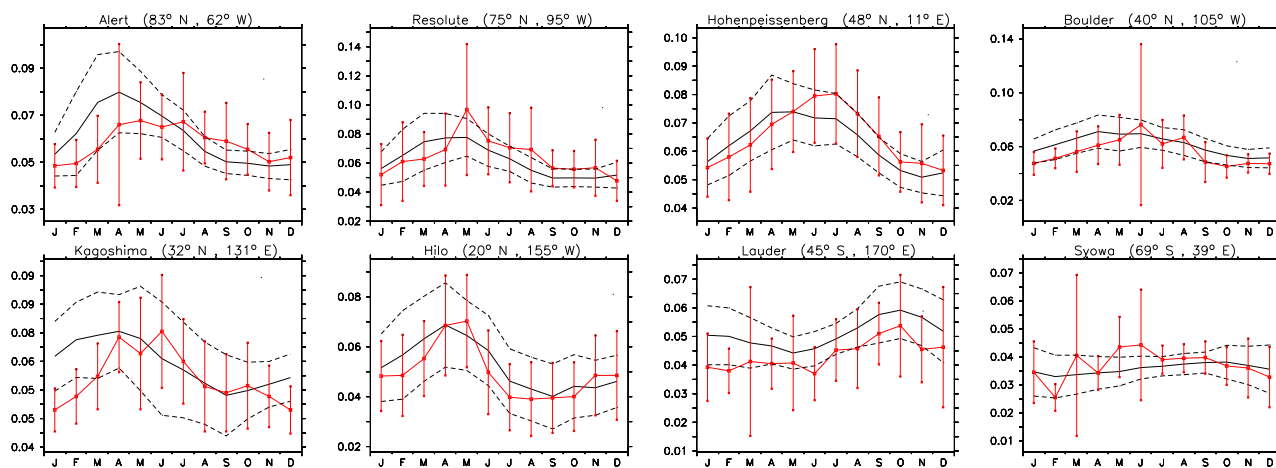 Alert (83° N , 62° W)
Resolute (75° N , 95° W)
Hohenpeissenberg (48° N , 11° E)
Boulder (40° N , 105° W)
0.09
0.07
0.05
0.03
0.14
0.12
0.10
0.08
0.06
0.04
0.02
0.10
0.09
0.08
0.07
0.06
0.05
0.14
0.10
0.06
0.02
J F M A M J J A S O N D
J F M A M J J A S O N D
J F M A M J J A S O N D
J F M A M J J A S O N D
Kagoshima (32° N , 131° E)
Hilo (20° N , 155° W)
Lauder (45° S , 170° E)
Syowa (69° S , 39° E)
0.09
0.09
0.08
0.07
0.06
0.05
0.05
0.04
0.08
0.06
0.04
0.02
0.07
0.06
0.05
0.04
0.03
0.02
0.01
0.07
0.06
0.05
0.04
0.03
0.02
0.01
J F M A M J J A S O N D
J F M A M J J A S O N D
J F M A M J J A S O N D
J F M A M J J A S O N D